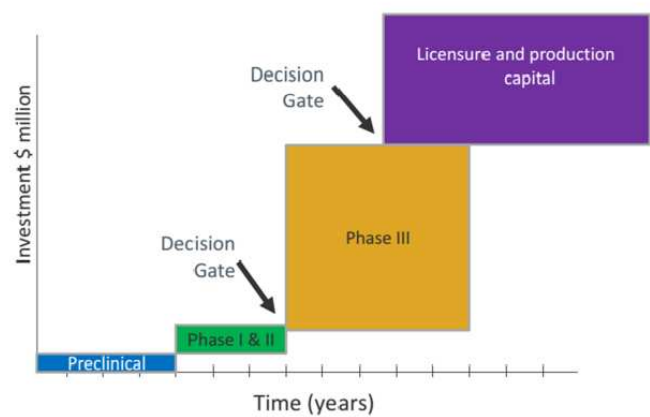 Licensure and production
capital
Decision
Gate
Investment $ million
Phase III
Decision
Gate
Phase I & II
Preclinical
Time (years)